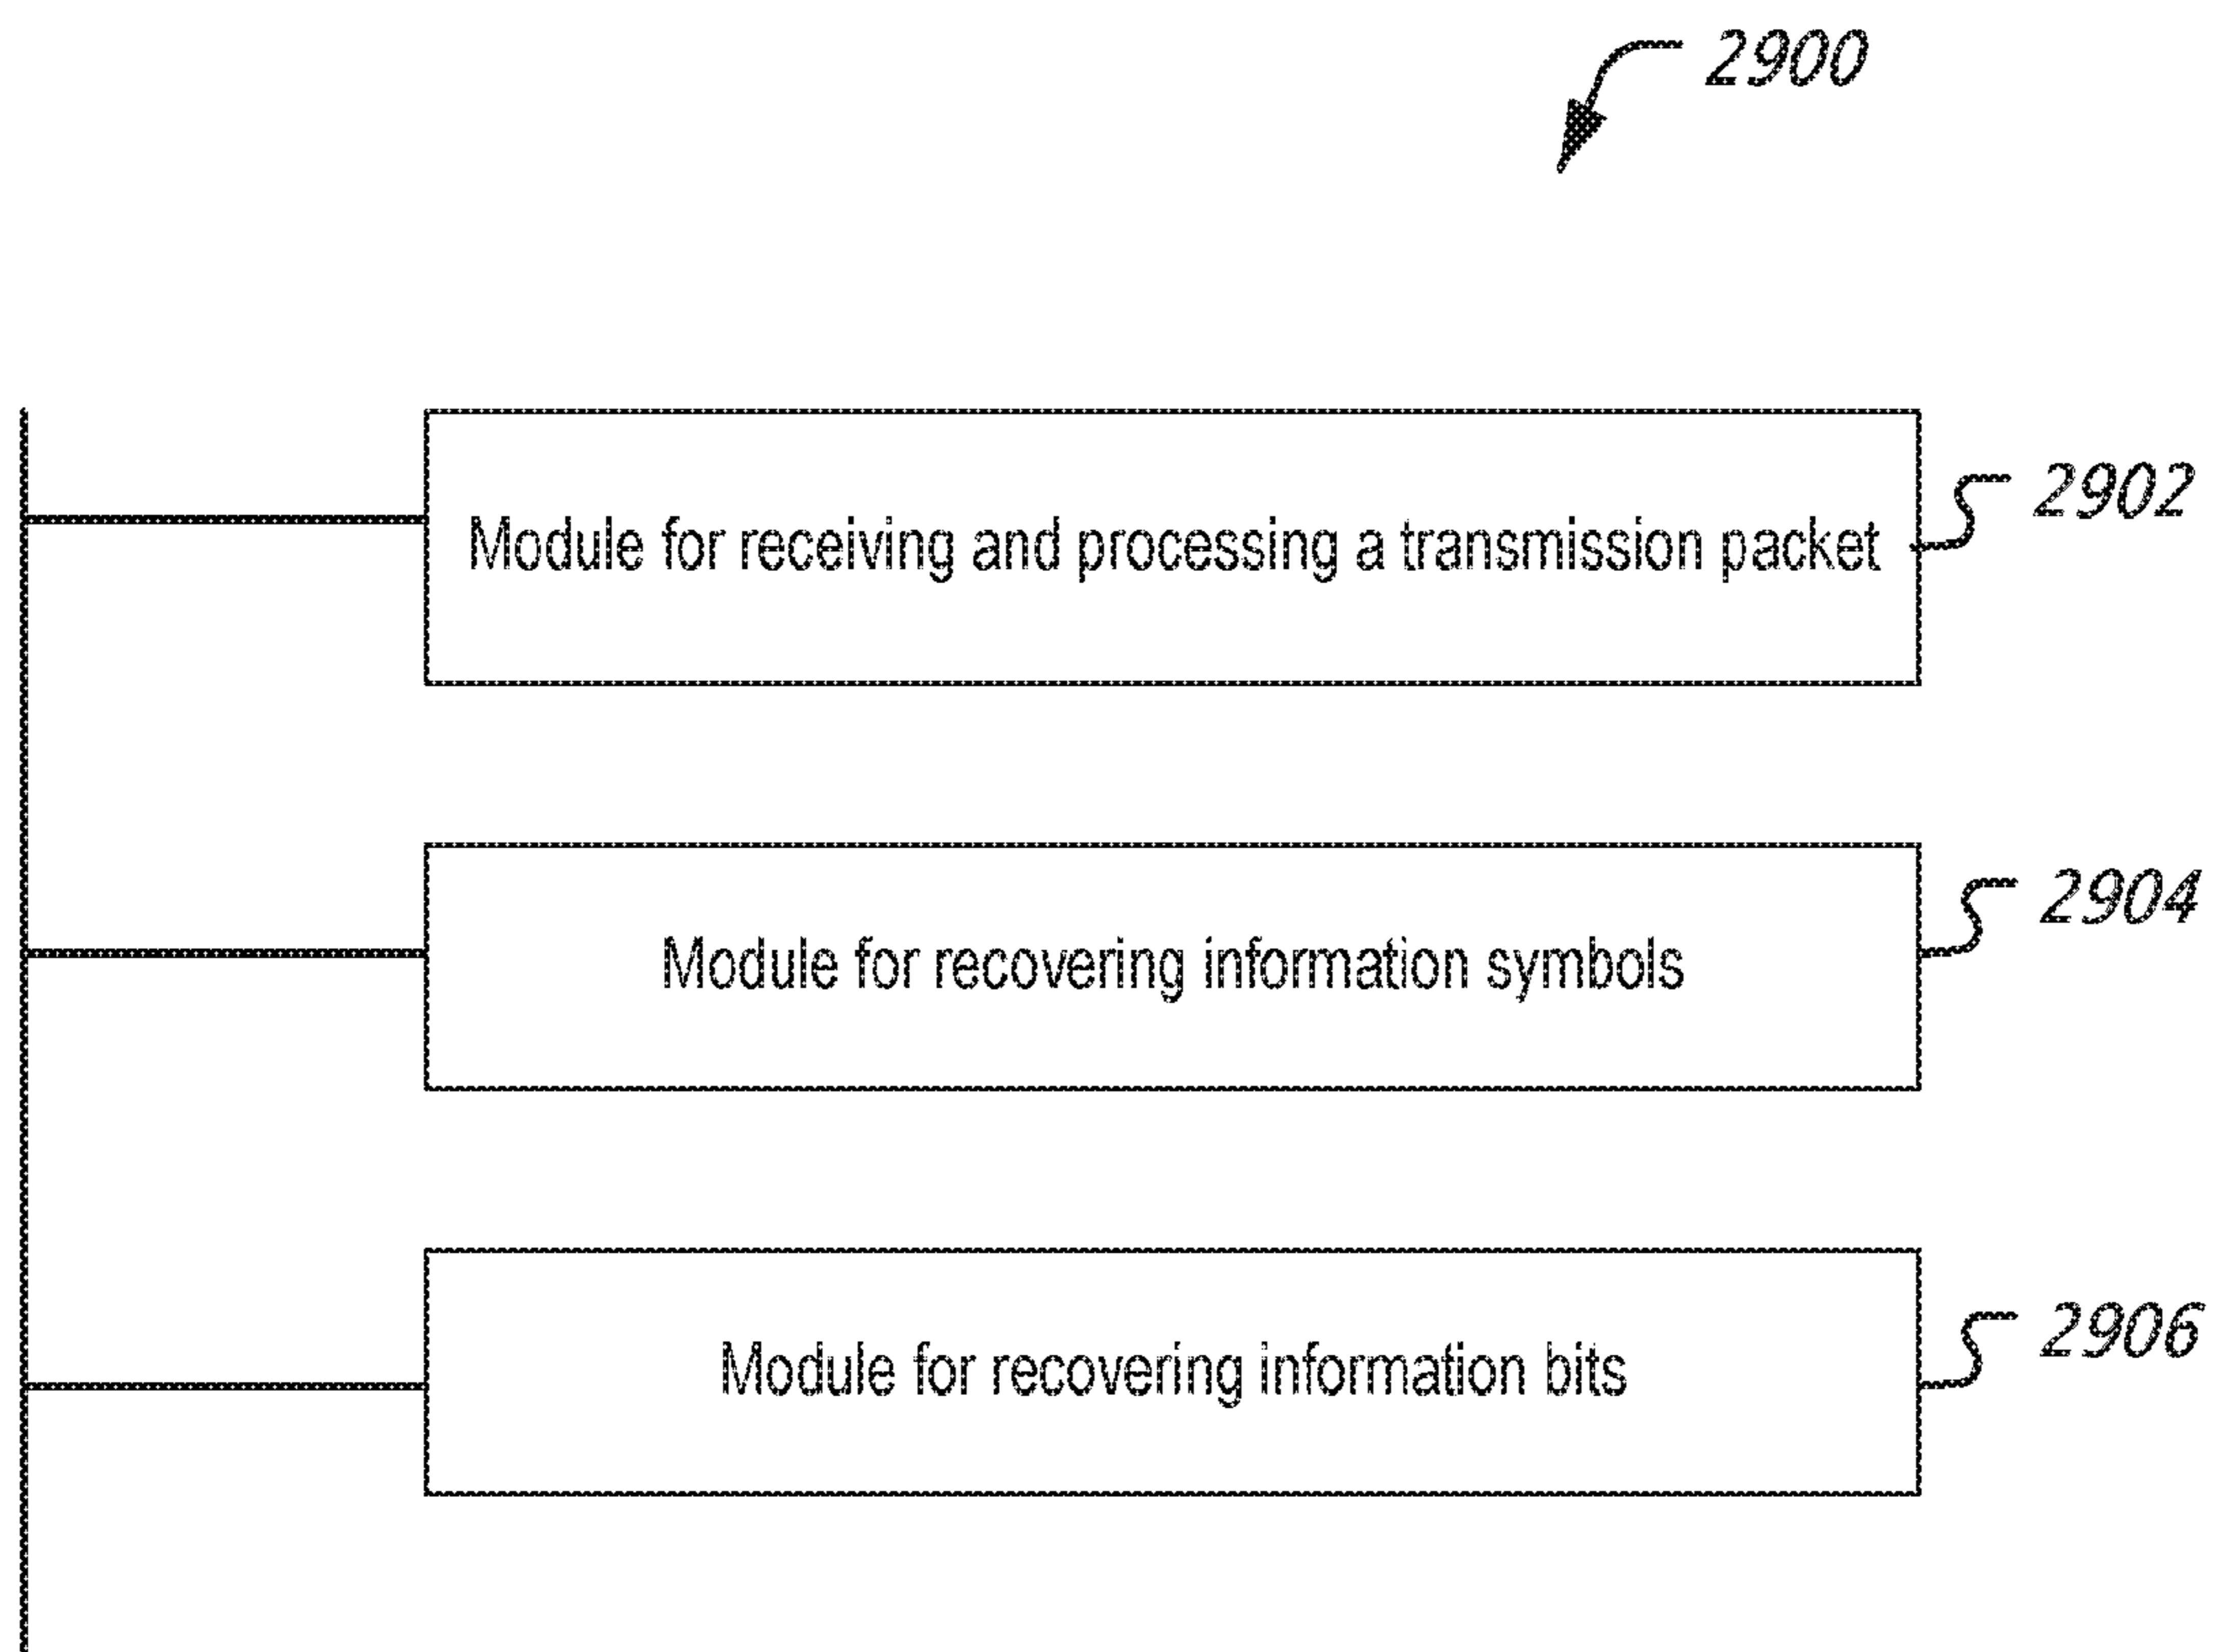 2900
Module for receiving and processing a transmission packet
2902
Module for recovering information symbols
2904
Module for recovering information bits
2906